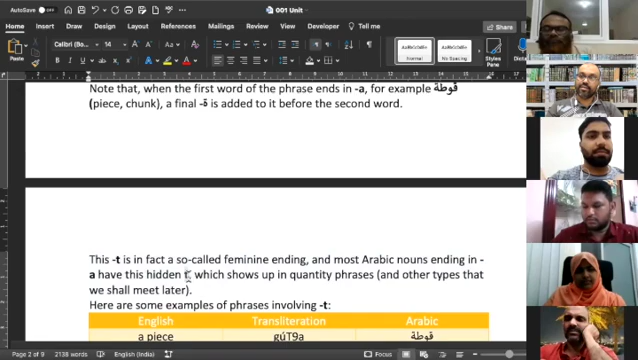 AutoSave OFF
001 Unit
Home Insert Draw Design Layout References Mailings Review View Developer Tell me
Share
Paste
Calibri (Bo... 14
AaBbCcDdEe AaBbCcDdEe
Normal No Spacing
Styles Pane
Note that, when the first word of the phrase ends in -a, for example قوطة
(piece, chunk), a final -ة is added to it before the second word.
This -t is in fact a so-called feminine ending, and most Arabic nouns ending in -
a have this hidden t, which shows up in quantity phrases (and other types that
we shall meet later).
Here are some examples of phrases involving -t:
English Transliteration Arabic
a piece gúT9a قوطة
Page 2 of 9 2138 words English (India) Focus